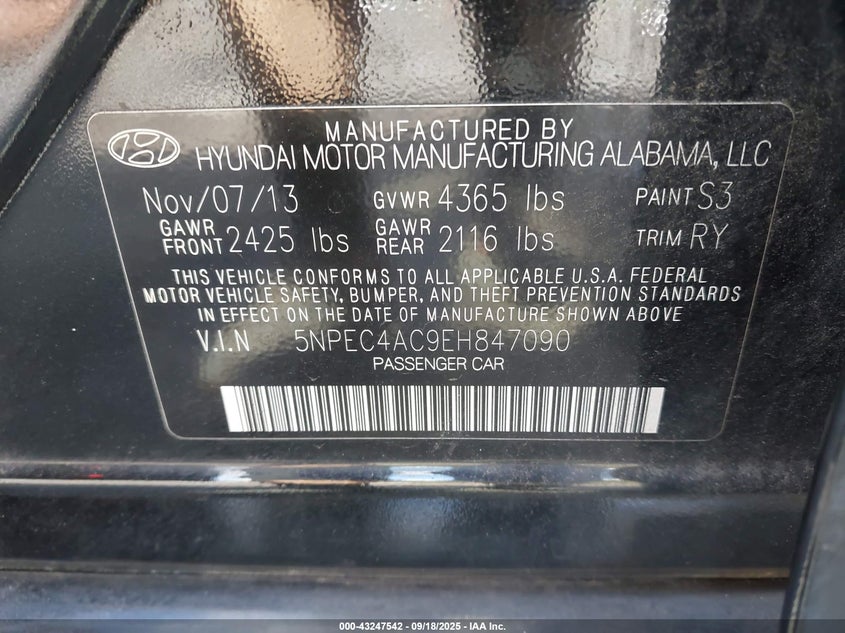 MANUFACTURED BY
HYUNDAI MOTOR MANUFACTURING ALABAMA, LLC
Nov/07/13 GVWR 4365 lbs PAINT S3
GAWR FRONT 2425 lbs GAWR REAR 2116 lbs TRIM RY
THIS VEHICLE CONFORMS TO ALL APPLICABLE U.S.A. FEDERAL
MOTOR VEHICLE SAFETY, BUMPER, AND THEFT PREVENTION STANDARDS
IN EFFECT ON THE DATE OF MANUFACTURE SHOWN ABOVE
V.I.N 5NPEC4AC9EH847090
PASSENGER CAR
000-43247542 - 09/18/2025 - IAA Inc.